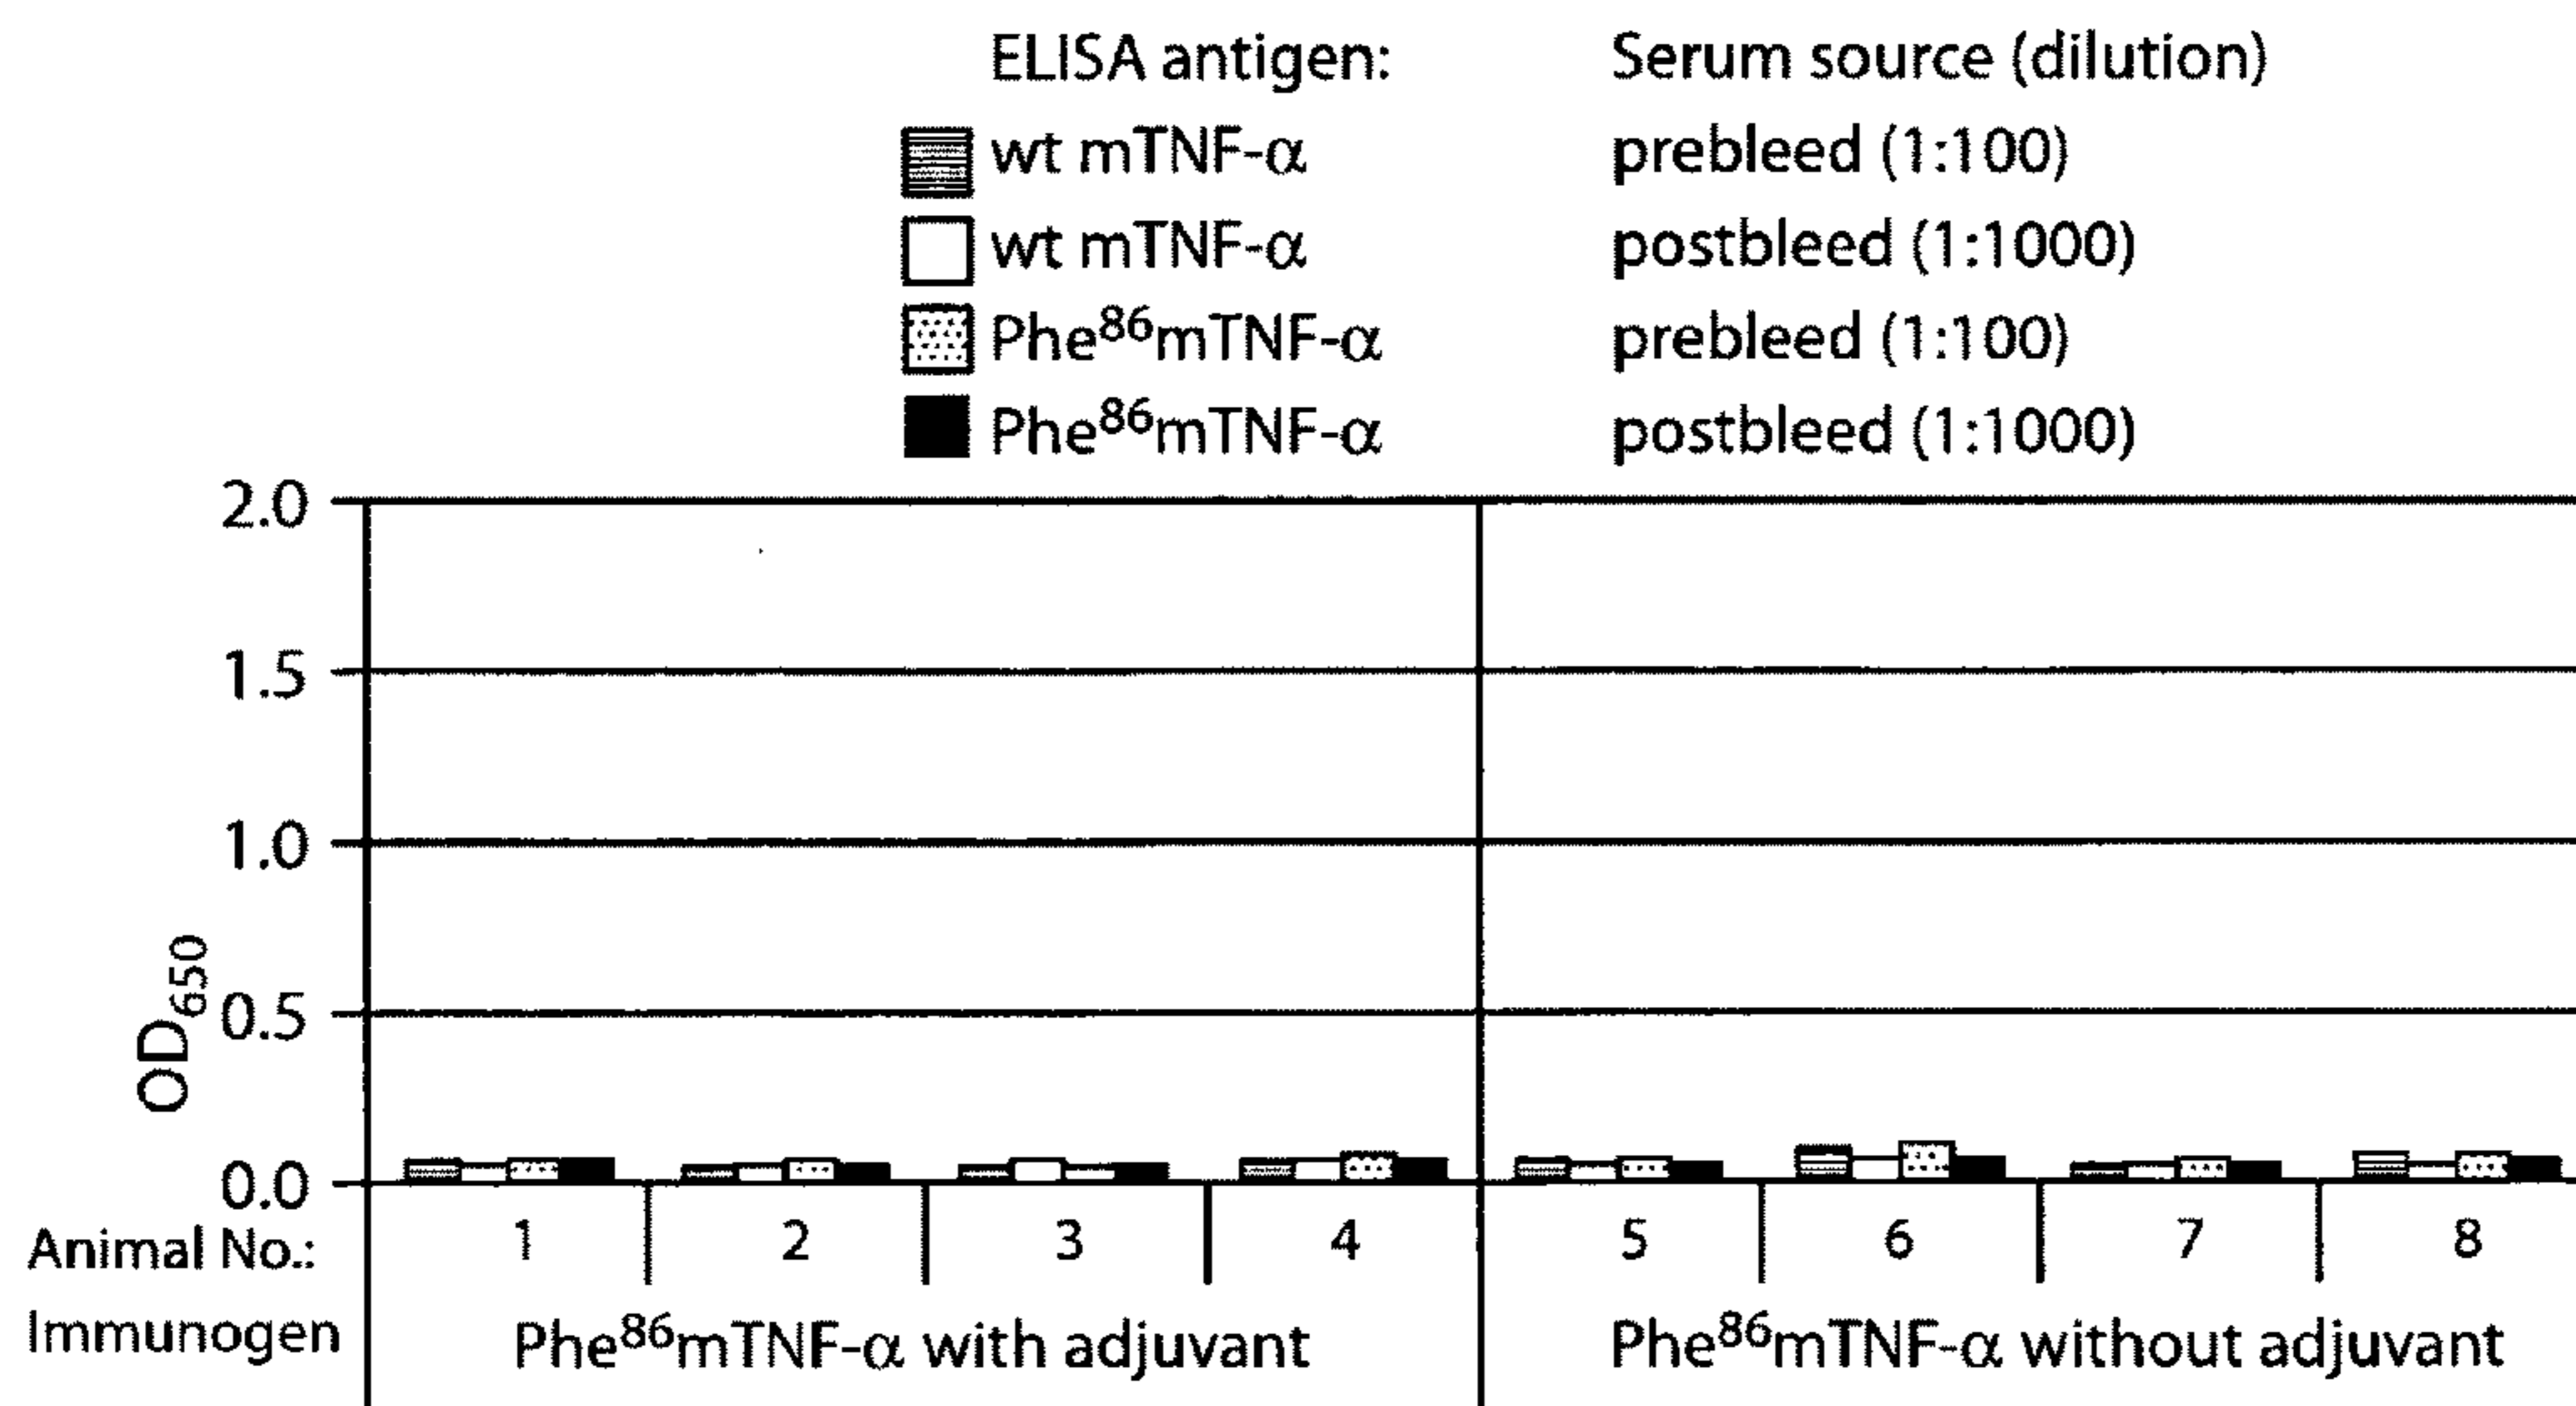 ELISA antigen: Serum source (dilution)
wt mTNF-α prebleed (1:100)
wt mTNF-α postbleed (1:1000)
Phe86mTNF-α prebleed (1:100)
Phe86mTNF-α postbleed (1:1000)
2.0
1.5
1.0
0.5
0.0
OD650
Animal No.: 1 2 3 4 5 6 7 8
Immunogen Phe86mTNF-α with adjuvant Phe86mTNF-α without adjuvant